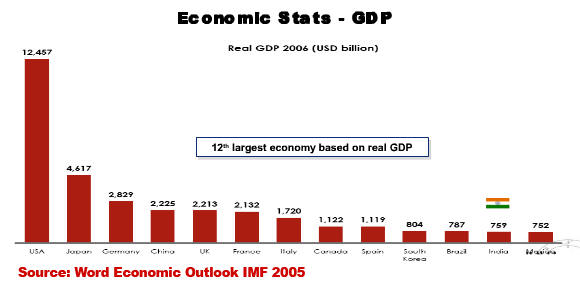 Economic Stats - GDP
Real GDP 2006 (USD billion)
12,457
4,617
2,829
2,225
2,213
2,132
1,720
1,122
1,119
804
787
759
752
12th largest economy based on real GDP
USA
Japan
Germany
China
UK
France
Italy
Canada
Spain
South
Korea
Brazil
India
Source: Word Economic Outlook IMF 2005